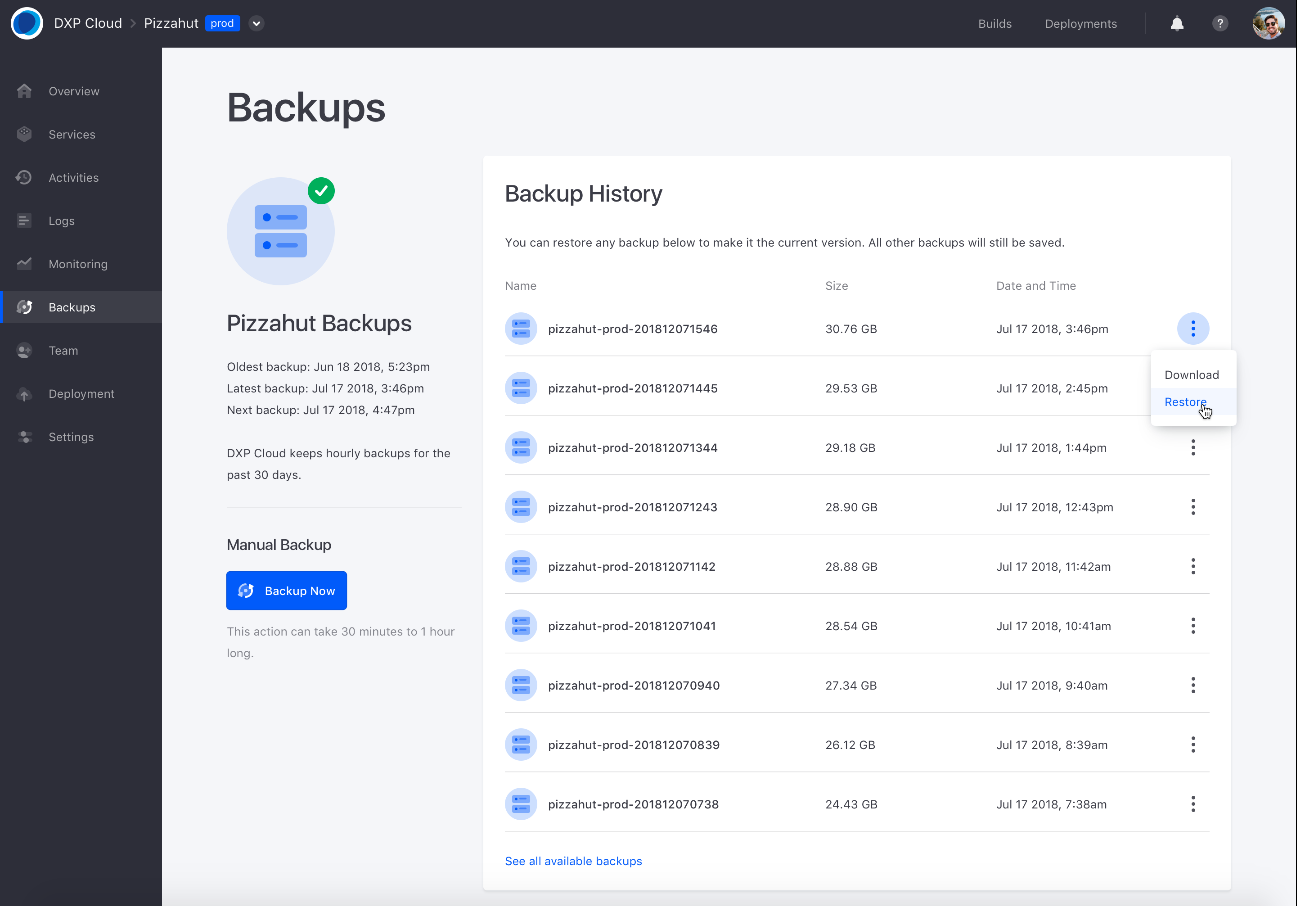 DXP Cloud > Pizzahut prod
Builds
Deployments
?
Overview
Services
Activities
Logs
Monitoring
Backups
Team
Deployment
Settings
Backups
Pizzahut Backups
Oldest backup: Jun 18 2018, 5:23pm
Latest backup: Jul 17 2018, 3:46pm
Next backup: Jul 17 2018, 4:47pm
DXP Cloud keeps hourly backups for the
past 30 days.
Manual Backup
Backup Now
This action can take 30 minutes to 1 hour
long.
Backup History
You can restore any backup below to make it the current version. All other backups will still be saved.
Name Size Date and Time
pizzahut-prod-201812071546 30.76 GB Jul 17 2018, 3:46pm
pizzahut-prod-201812071445 29.53 GB Jul 17 2018, 2:45pm
Download
Restore
pizzahut-prod-201812071344 29.18 GB Jul 17 2018, 1:44pm
pizzahut-prod-201812071243 28.90 GB Jul 17 2018, 12:43pm
pizzahut-prod-201812071142 28.88 GB Jul 17 2018, 11:42am
pizzahut-prod-201812071041 28.54 GB Jul 17 2018, 10:41am
pizzahut-prod-201812070940 27.34 GB Jul 17 2018, 9:40am
pizzahut-prod-201812070839 26.12 GB Jul 17 2018, 8:39am
pizzahut-prod-201812070738 24.43 GB Jul 17 2018, 7:38am
See all available backups